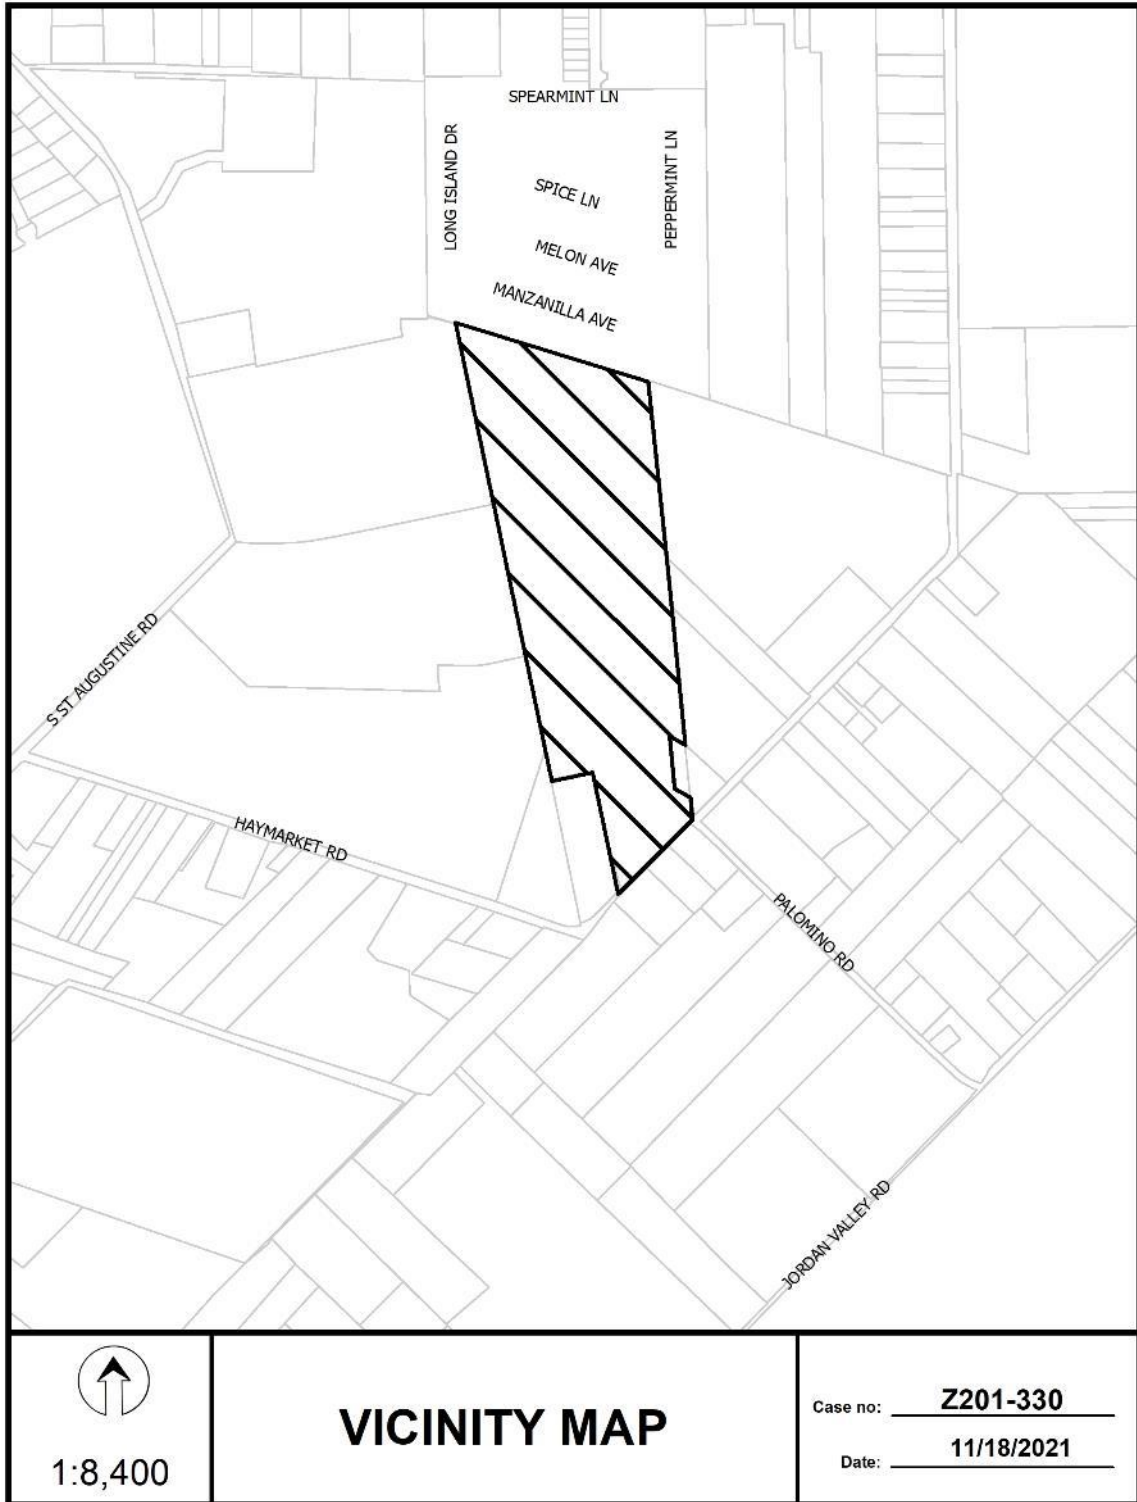 SPEARMINT LN
LONG ISLAND DR
PEPPERMINT LN
SPICE LN
MELON AVE
MANZANILLA AVE
S ST AUGUSTINE RD
HAYMARKET RD
PALOMINO RD
JORDAN VALLEY RD
1:8,400
VICINITY MAP
Case no: Z201-330
Date: 11/18/2021